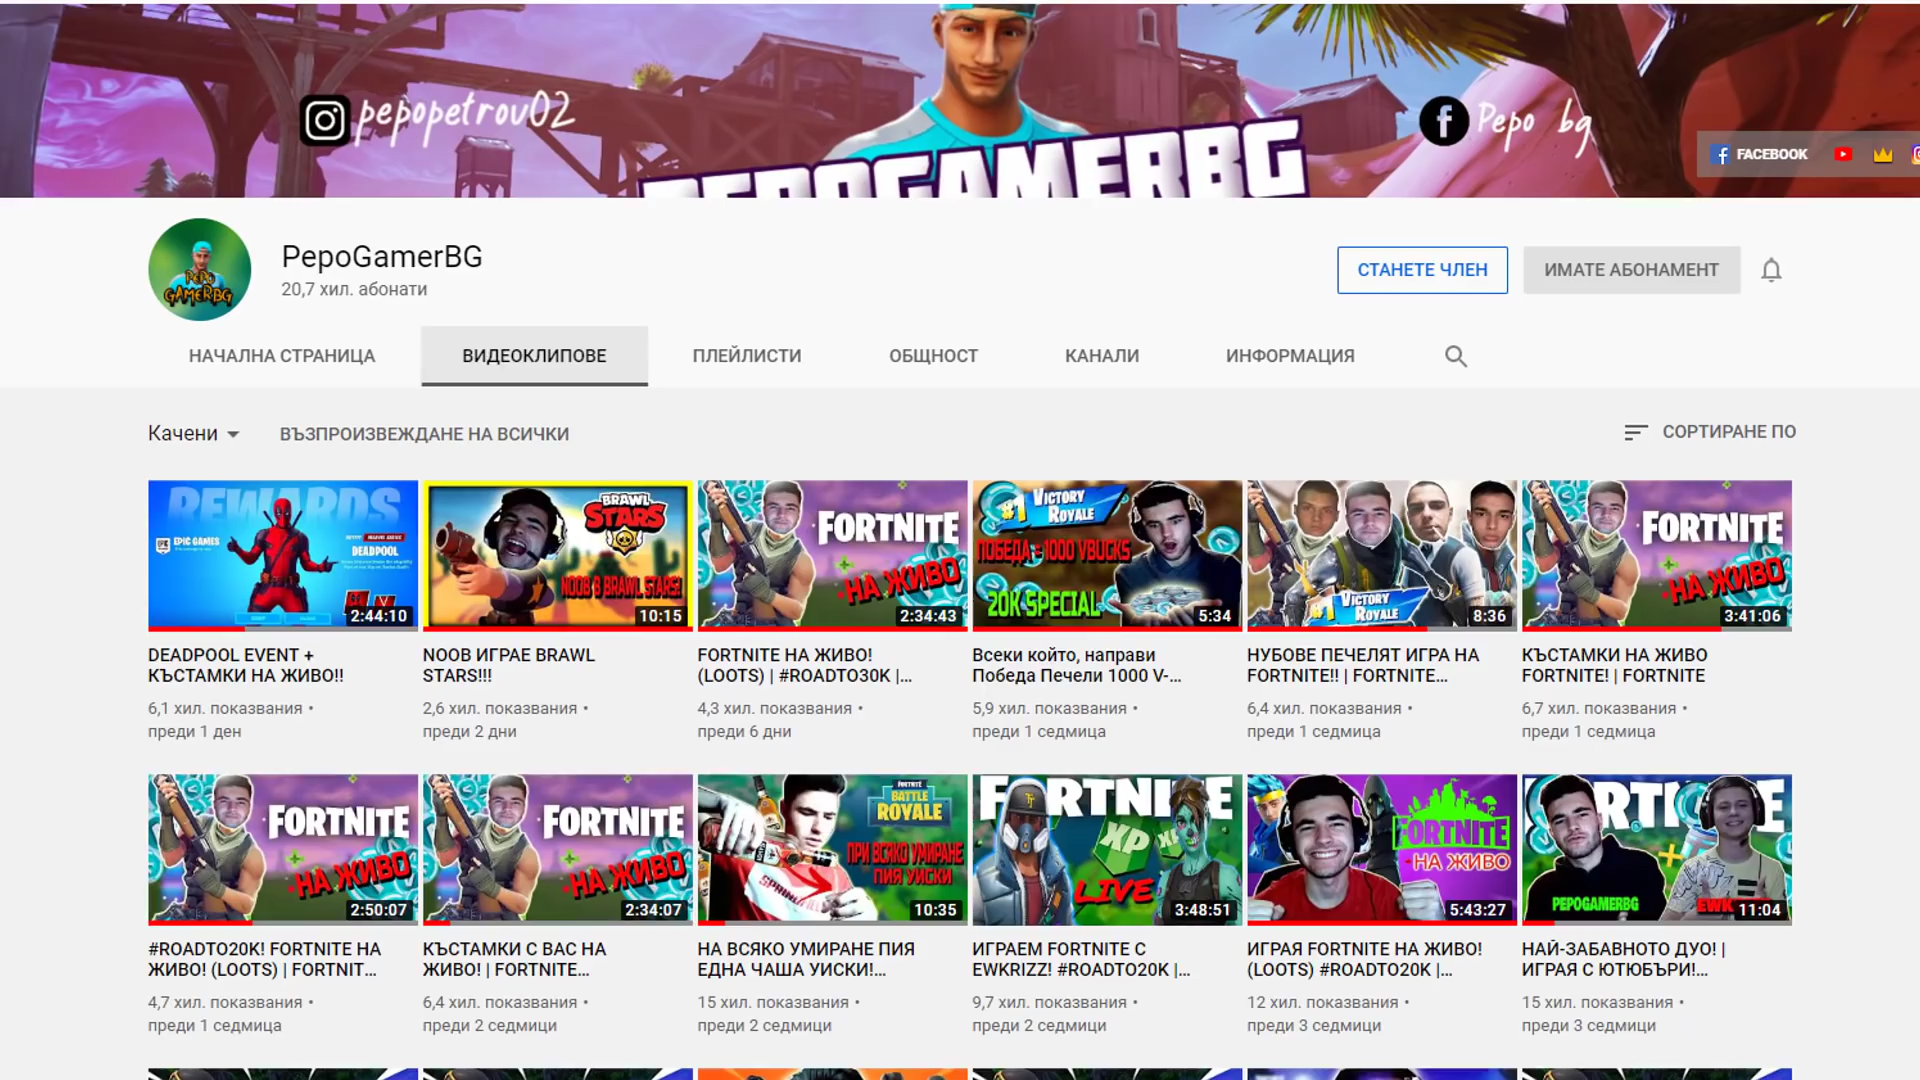 pepopetrov02
Pepo bg
PEPOGAMERBG
FACEBOOK
PEPO
GAMERBG
PepoGamerBG
20,7 хил. абонати
СТАНЕТЕ ЧЛЕН
ИМАТЕ АБОНАМЕНТ
НАЧАЛНА СТРАНИЦА
ВИДЕОКЛИПОВЕ
ПЛЕЙЛИСТИ
ОБЩНОСТ
КАНАЛИ
ИНФОРМАЦИЯ
Качени
ВЪЗПРОИЗВЕЖДАНЕ НА ВСИЧКИ
СОРТИРАНЕ ПО
REWARDS
EPIC GAMES
DEADPOOL
2:44:10
DEADPOOL EVENT +
КЪСТАМКИ НА ЖИВО!!
6,1 хил. показвания •
преди 1 ден
BRAWL
STARS
NOOB В BRAWL STARS!
10:15
NOOB ИГРАЕ BRAWL
STARS!!!
2,6 хил. показвания •
преди 2 дни
FORTNITE
НА ЖИВО
2:34:43
FORTNITE НА ЖИВО!
(LOOTS) | #ROADTO30K |...
4,3 хил. показвания •
преди 6 дни
#1 VICTORY
ROYALE
ПОБЕДА = 1000 VBUCKS
20K SPECIAL
5:34
Всеки който, направи
Победа Печели 1000 V-...
5,9 хил. показвания •
преди 1 седмица
#1 VICTORY
ROYALE
8:36
НУБОВЕ ПЕЧЕЛЯТ ИГРА НА
FORTNITE!! | FORTNITE...
6,4 хил. показвания •
преди 1 седмица
FORTNITE
НА ЖИВО
3:41:06
КЪСТАМКИ НА ЖИВО
FORTNITE! | FORTNITE
6,7 хил. показвания •
преди 1 седмица
FORTNITE
НА ЖИВО
2:50:07
#ROADTO20K! FORTNITE НА
ЖИВО! (LOOTS) | FORTNIT...
4,7 хил. показвания •
преди 1 седмица
FORTNITE
НА ЖИВО
2:34:07
КЪСТАМКИ С ВАС НА
ЖИВО! | FORTNITE...
6,4 хил. показвания •
преди 2 седмици
FORTNITE
BATTLE
ROYALE
ПРИ ВСЯКО УМИРАНЕ
ПИЯ УИСКИ
SPRINGFIELD
10:35
НА ВСЯКО УМИРАНЕ ПИЯ
ЕДНА ЧАША УИСКИ!...
15 хил. показвания •
преди 2 седмици
FORTNITE
XP
LIVE
3:48:51
ИГРАЕМ FORTNITE С
EWKRIZZ! #ROADTO20K |...
9,7 хил. показвания •
преди 2 седмици
FORTNITE
НА ЖИВО
5:43:27
ИГРАЯ FORTNITE НА ЖИВО!
(LOOTS) #ROADTO20K |...
12 хил. показвания •
преди 3 седмици
PEPOGAMERBG
EWK
11:04
НАЙ-ЗАБАВНОТО ДУО! |
ИГРАЯ С ЮТЮБЪРИ!...
15 хил. показвания •
преди 3 седмици